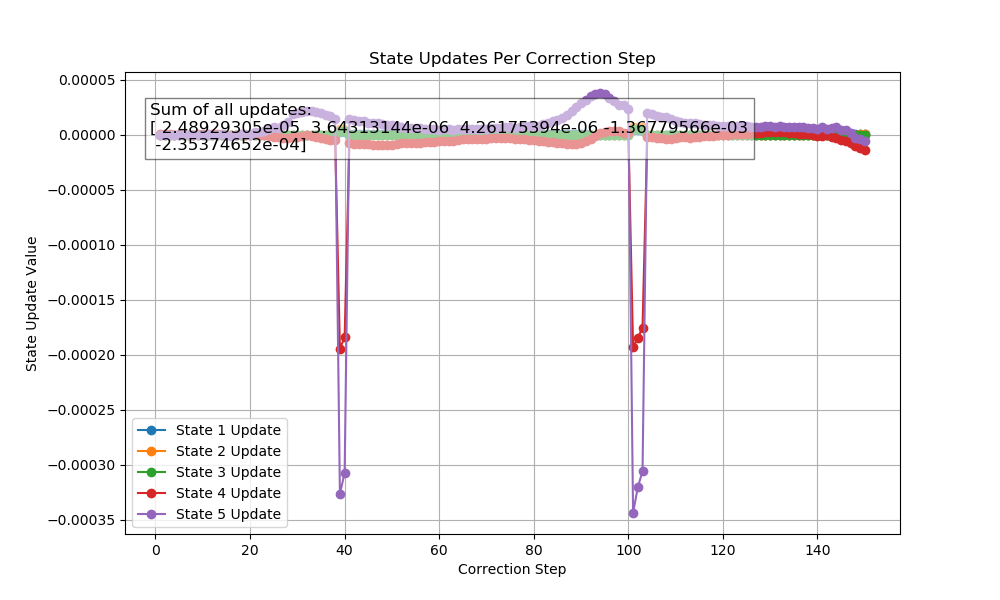 State Updates Per Correction Step
0.00005
0.00000
−0.00005
−0.00010
−0.00015
−0.00020
−0.00025
−0.00030
−0.00035
State Update Value
Sum of all updates:
[ 2.48929305e-05 3.64313144e-06 4.26175394e-06 -1.36779566e-03
-2.35374652e-04]
State 1 Update
State 2 Update
State 3 Update
State 4 Update
State 5 Update
0 20 40 60 80 100 120 140
Correction Step